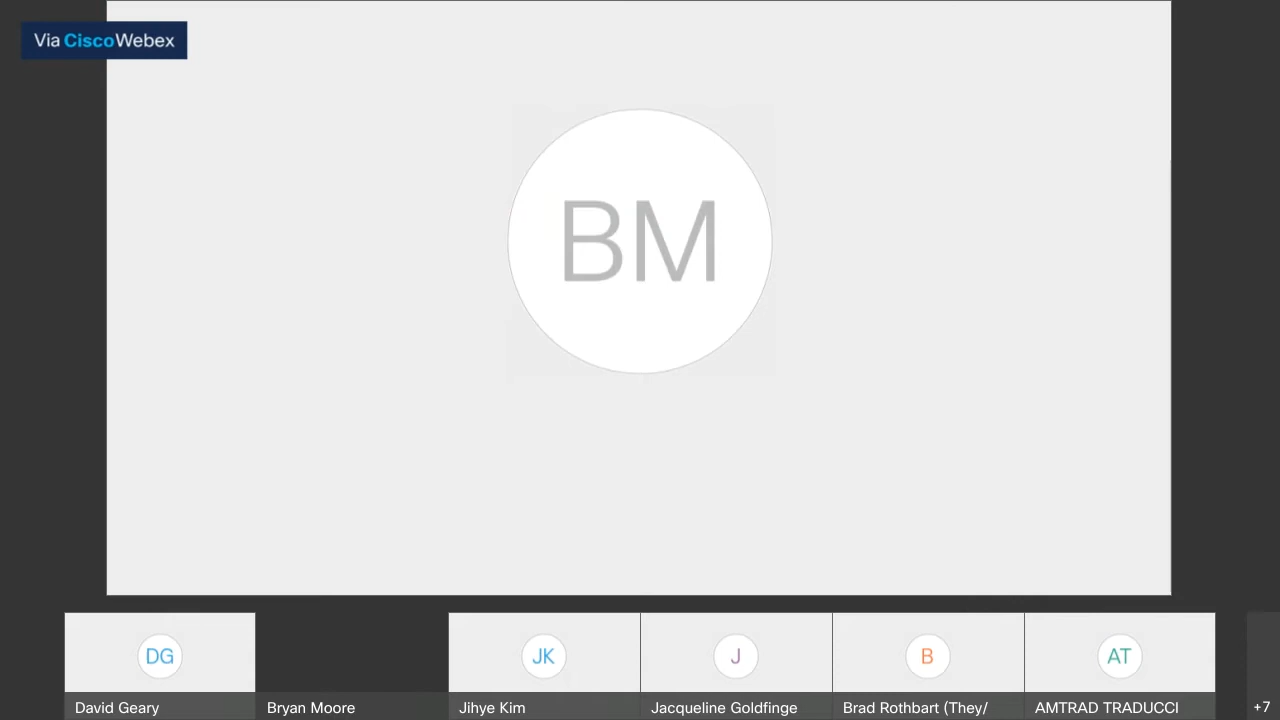 Via CiscoWebex
BM
DG
JK
J
B
AT
David Geary
Bryan Moore
Jihye Kim
Jacqueline Goldfinge
Brad Rothbart (They/
AMTRAD TRADUCCI
+7